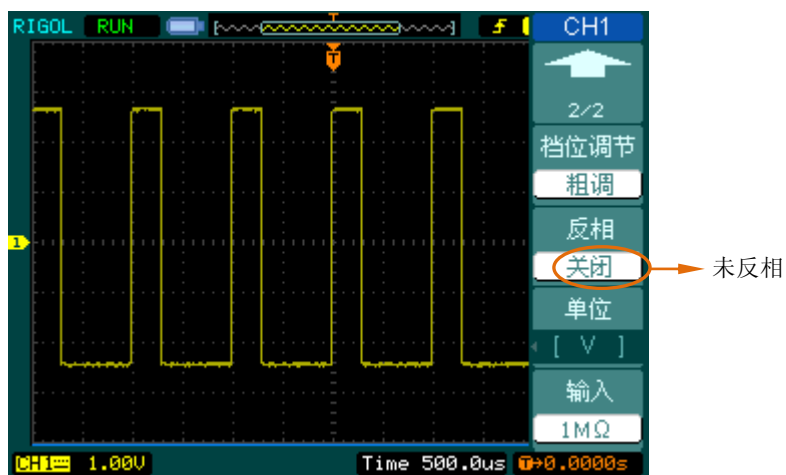 RIGOL RUN T CH1
T
2/2
档位调节
粗调
反相
1
关闭 未反相
单位
[ V ]
输入
1MΩ
CH1 1.00V Time 500.0us T→0.0000s